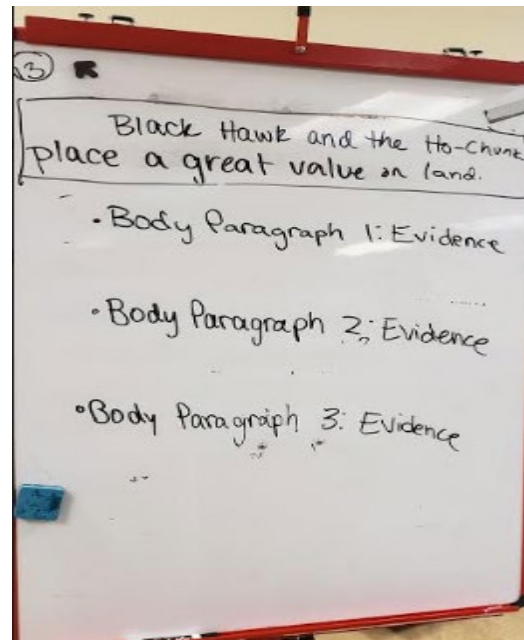 ③
Black Hawk and the Ho-Chunk
place a great value on land.
• Body Paragraph 1: Evidence
• Body Paragraph 2: Evidence
• Body Paragraph 3: Evidence